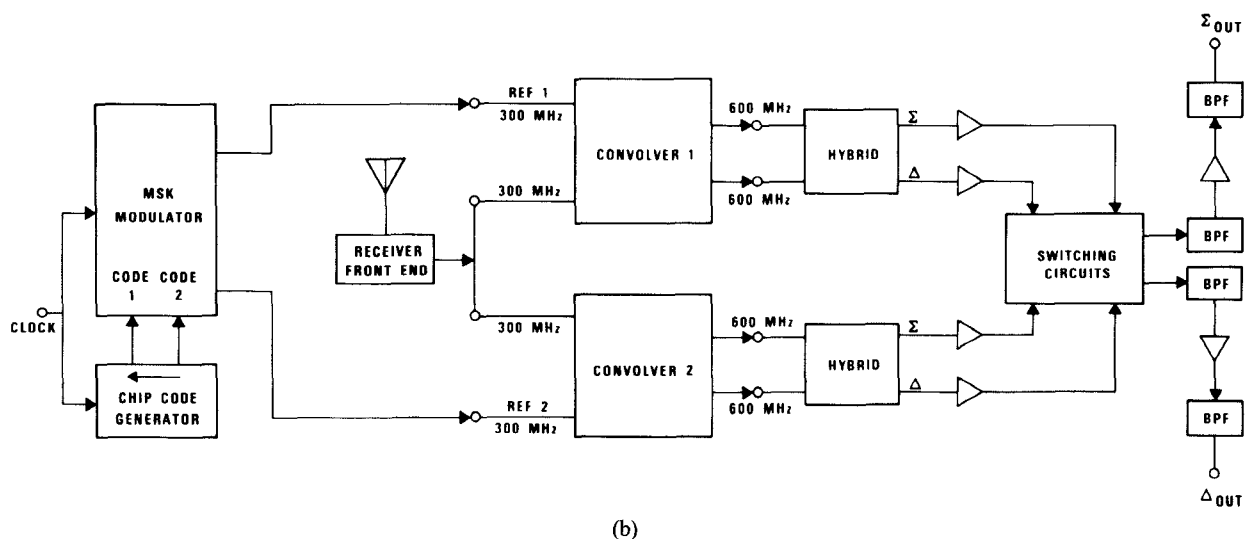 MSK
MODULATOR
CODE CODE
1 2
CLOCK
CHIP CODE
GENERATOR
REF 1
300 MHz
300 MHz
RECEIVER
FRONT END
300 MHz
REF 2
300 MHz
CONVOLVER 1
CONVOLVER 2
600 MHz
600 MHz
HYBRID
Σ
Δ
600 MHz
600 MHz
HYBRID
Σ
Δ
SWITCHING
CIRCUITS
Σ OUT
BPF
BPF
BPF
BPF
Δ OUT
(b)